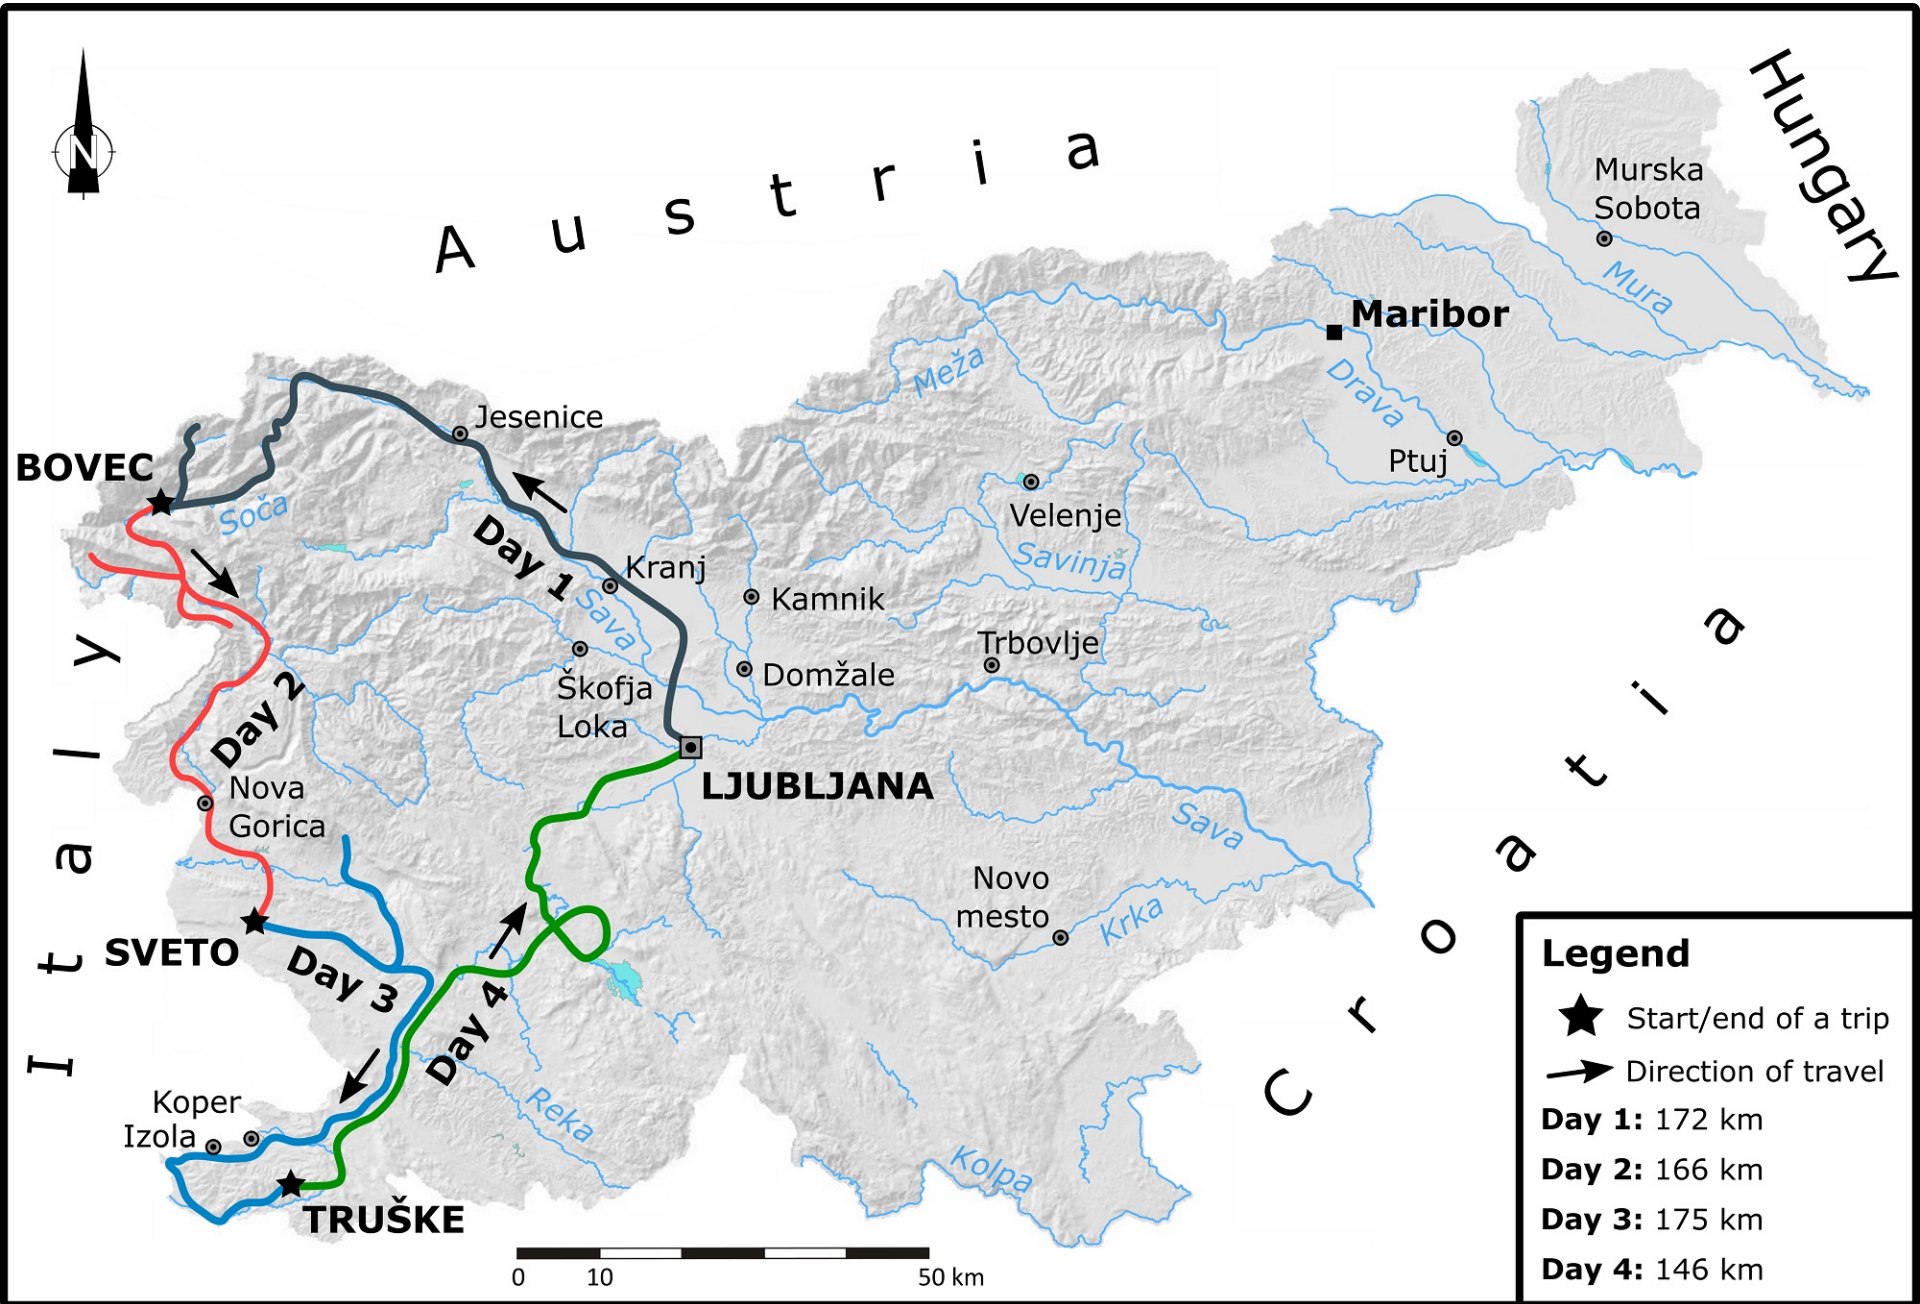 N
Austria
Hungary
Murska
Sobota
Mura
Maribor
Meža
Drava
Jesenice
Ptuj
BOVEC
Soča
Velenje
Day 1
Kranj
Savinja
Kamnik
Sava
Trbovlje
Domžale
Škofja
Loka
Day 2
Italy
Croatia
LJUBLJANA
Nova
Gorica
Sava
Novo
mesto
Krka
SVETO
Day 3
Day 4
Koper
Izola
Reka
Kolpa
TRUŠKE
0 10 50 km
Legend
Start/end of a trip
Direction of travel
Day 1: 172 km
Day 2: 166 km
Day 3: 175 km
Day 4: 146 km